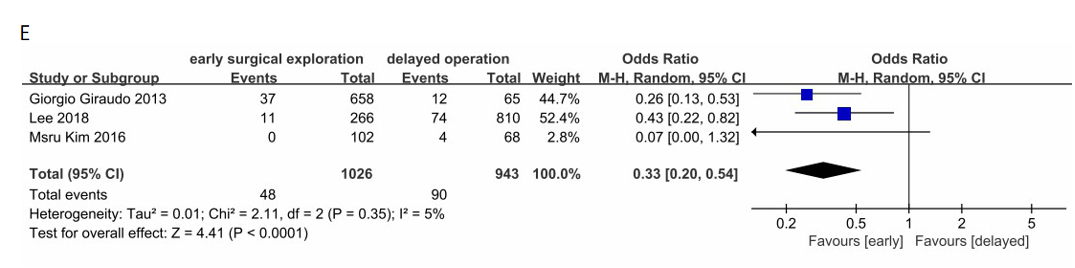 E
early surgical exploration delayed operation Odds Ratio Odds Ratio
Study or Subgroup Events Total Events Total Weight M-H, Random, 95% CI M-H, Random, 95% CI
Giorgio Giraudo 2013 37 658 12 65 44.7% 0.26 [0.13, 0.53]
Lee 2018 11 266 74 810 52.4% 0.43 [0.22, 0.82]
Msru Kim 2016 0 102 4 68 2.8% 0.07 [0.00, 1.32]
Total (95% CI) 1026 943 100.0% 0.33 [0.20, 0.54]
Total events 48 90
Heterogeneity: Tau² = 0.01; Chi² = 2.11, df = 2 (P = 0.35); I² = 5%
Test for overall effect: Z = 4.41 (P < 0.0001)
0.2 0.5 1 2 5
Favours [early] Favours [delayed]